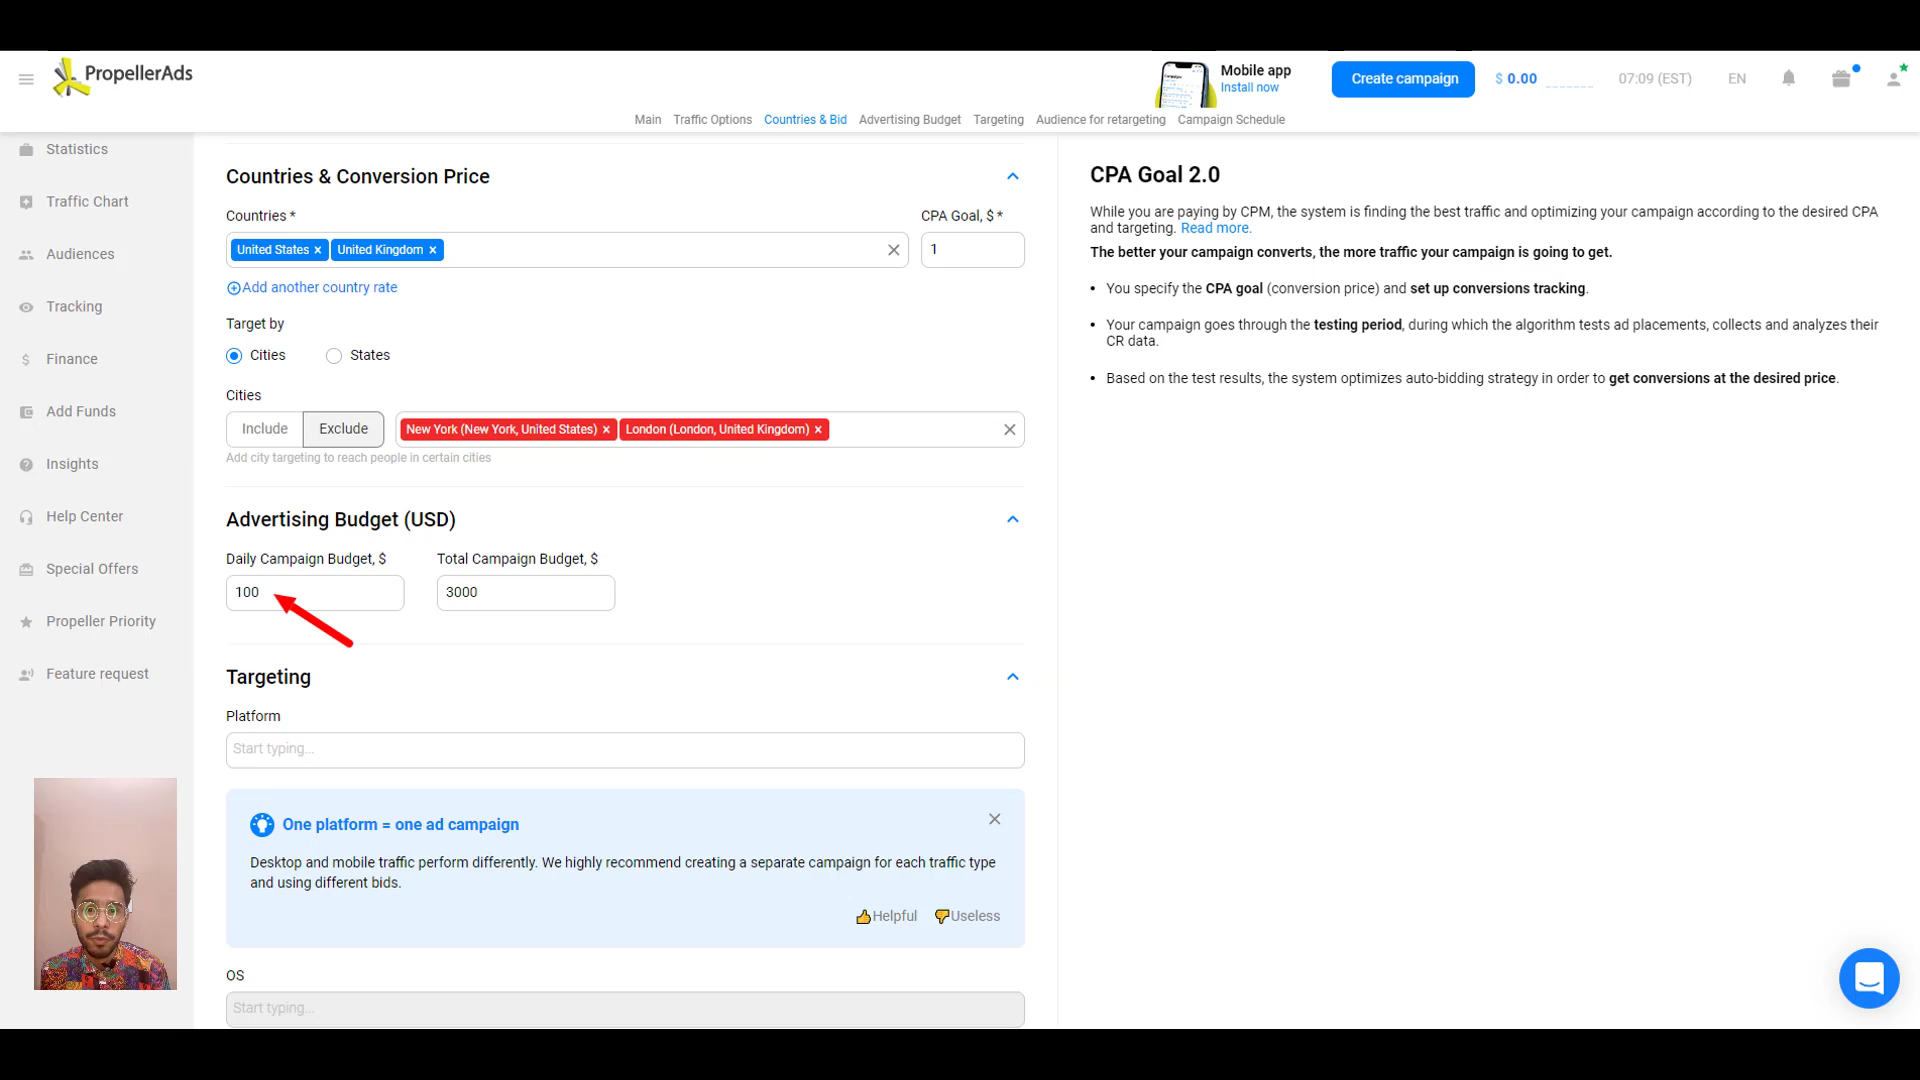 PropellerAds
Mobile app
Install now
Create campaign
$ 0.00
07:09 (EST)
EN
Main Traffic Options Countries & Bid Advertising Budget Targeting Audience for retargeting Campaign Schedule
Statistics
Traffic Chart
Audiences
Tracking
Finance
Add Funds
Insights
Help Center
Special Offers
Propeller Priority
Feature request
Countries & Conversion Price
Countries * CPA Goal, $ *
United States × United Kingdom × 1
Add another country rate
Target by
Cities States
Cities
Include Exclude New York (New York, United States) × London (London, United Kingdom) ×
Add city targeting to reach people in certain cities
Advertising Budget (USD)
Daily Campaign Budget, $ Total Campaign Budget, $
100 3000
Targeting
Platform
Start typing...
One platform = one ad campaign
Desktop and mobile traffic perform differently. We highly recommend creating a separate campaign for each traffic type
and using different bids.
Helpful Useless
OS
Start typing...
CPA Goal 2.0
While you are paying by CPM, the system is finding the best traffic and optimizing your campaign according to the desired CPA
and targeting. Read more.
The better your campaign converts, the more traffic your campaign is going to get.
• You specify the CPA goal (conversion price) and set up conversions tracking.
• Your campaign goes through the testing period, during which the algorithm tests ad placements, collects and analyzes their
CR data.
• Based on the test results, the system optimizes auto-bidding strategy in order to get conversions at the desired price.